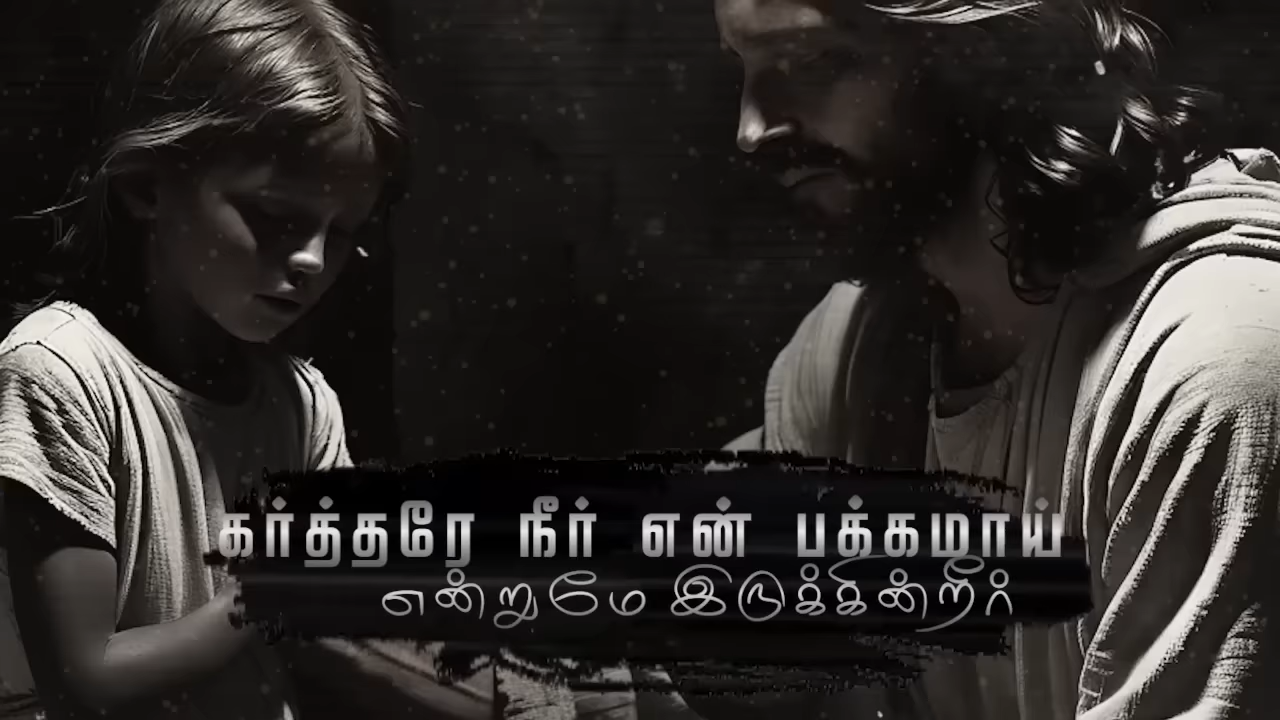 கர்த்தரே நீர் என் பக்கமாய்
என்றுமே இருக்கின்றீர்